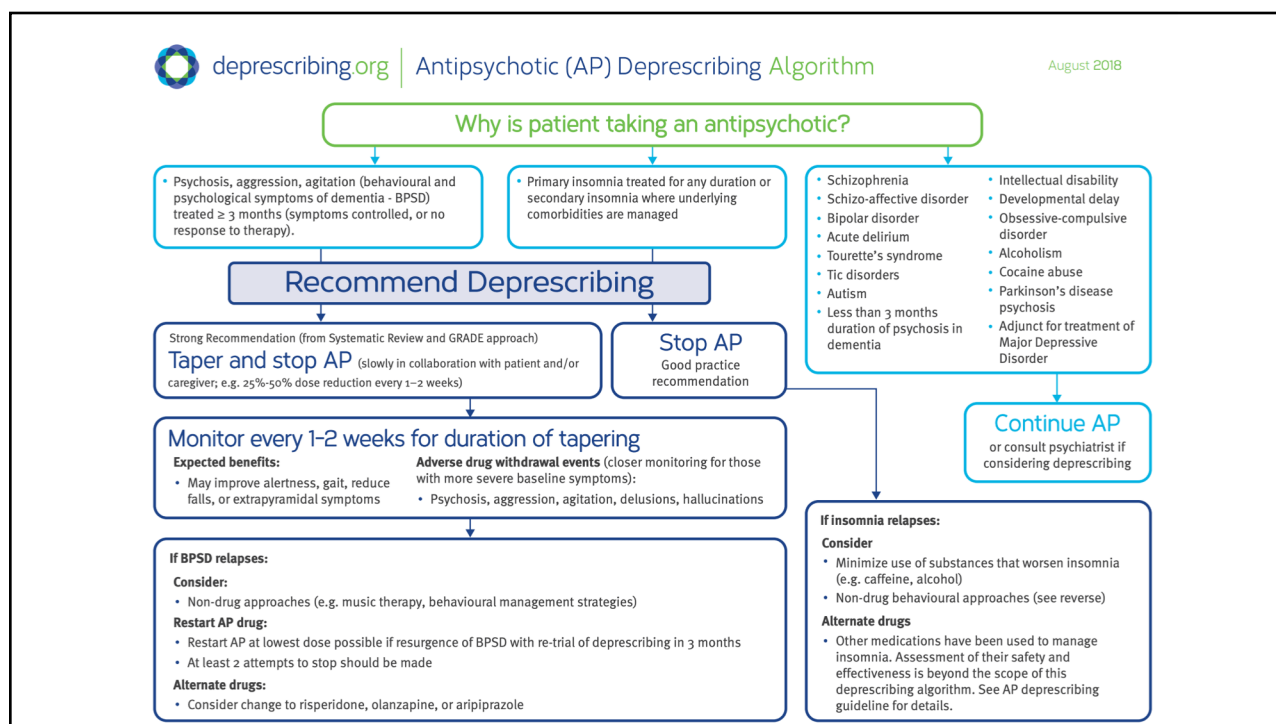 deprescribing.org | Antipsychotic (AP) Deprescribing Algorithm
August 2018
Why is patient taking an antipsychotic?
• Psychosis, aggression, agitation (behavioural and
psychological symptoms of dementia - BPSD)
treated ≥ 3 months (symptoms controlled, or no
response to therapy).
• Primary insomnia treated for any duration or
secondary insomnia where underlying
comorbidities are managed
• Schizophrenia
• Schizo-affective disorder
• Bipolar disorder
• Acute delirium
• Tourette's syndrome
• Tic disorders
• Autism
• Less than 3 months
duration of psychosis in
dementia
• Intellectual disability
• Developmental delay
• Obsessive-compulsive
disorder
• Alcoholism
• Cocaine abuse
• Parkinson's disease
psychosis
• Adjunct for treatment of
Major Depressive
Disorder
Recommend Deprescribing
Strong Recommendation (from Systematic Review and GRADE approach)
Taper and stop AP (slowly in collaboration with patient and/or
caregiver; e.g. 25%-50% dose reduction every 1–2 weeks)
Stop AP
Good practice
recommendation
Continue AP
or consult psychiatrist if
considering deprescribing
Monitor every 1–2 weeks for duration of tapering
Expected benefits:
• May improve alertness, gait, reduce
falls, or extrapyramidal symptoms
Adverse drug withdrawal events (closer monitoring for those
with more severe baseline symptoms):
• Psychosis, aggression, agitation, delusions, hallucinations
If BPSD relapses:
Consider:
• Non-drug approaches (e.g. music therapy, behavioural management strategies)
Restart AP drug:
• Restart AP at lowest dose possible if resurgence of BPSD with re-trial of deprescribing in 3 months
• At least 2 attempts to stop should be made
Alternate drugs:
• Consider change to risperidone, olanzapine, or aripiprazole
If insomnia relapses:
Consider
• Minimize use of substances that worsen insomnia
(e.g. caffeine, alcohol)
• Non-drug behavioural approaches (see reverse)
Alternate drugs
• Other medications have been used to manage
insomnia. Assessment of their safety and
effectiveness is beyond the scope of this
deprescribing algorithm. See AP deprescribing
guideline for details.